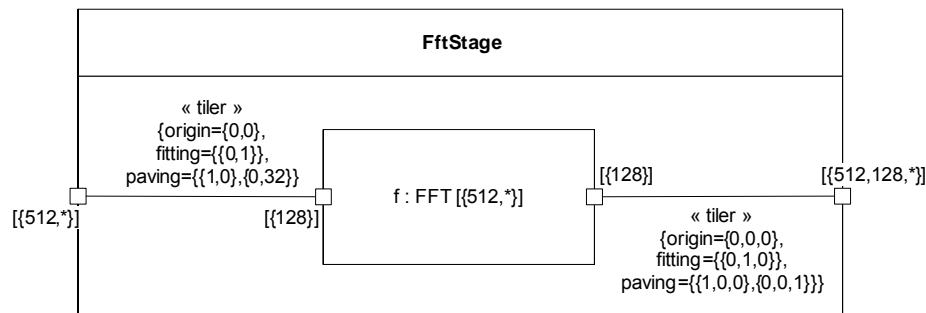 FftStage
« tiler »
{origin={0,0},
fitting={{0,1}},
paving={{1,0},{0,32}}
[{512,*}]
[{128}]
f : FFT [{512,*}]
[{128}]
[{512,128,*}]
« tiler »
{origin={0,0,0},
fitting={{0,1,0}},
paving={{1,0,0},{0,0,1}}}